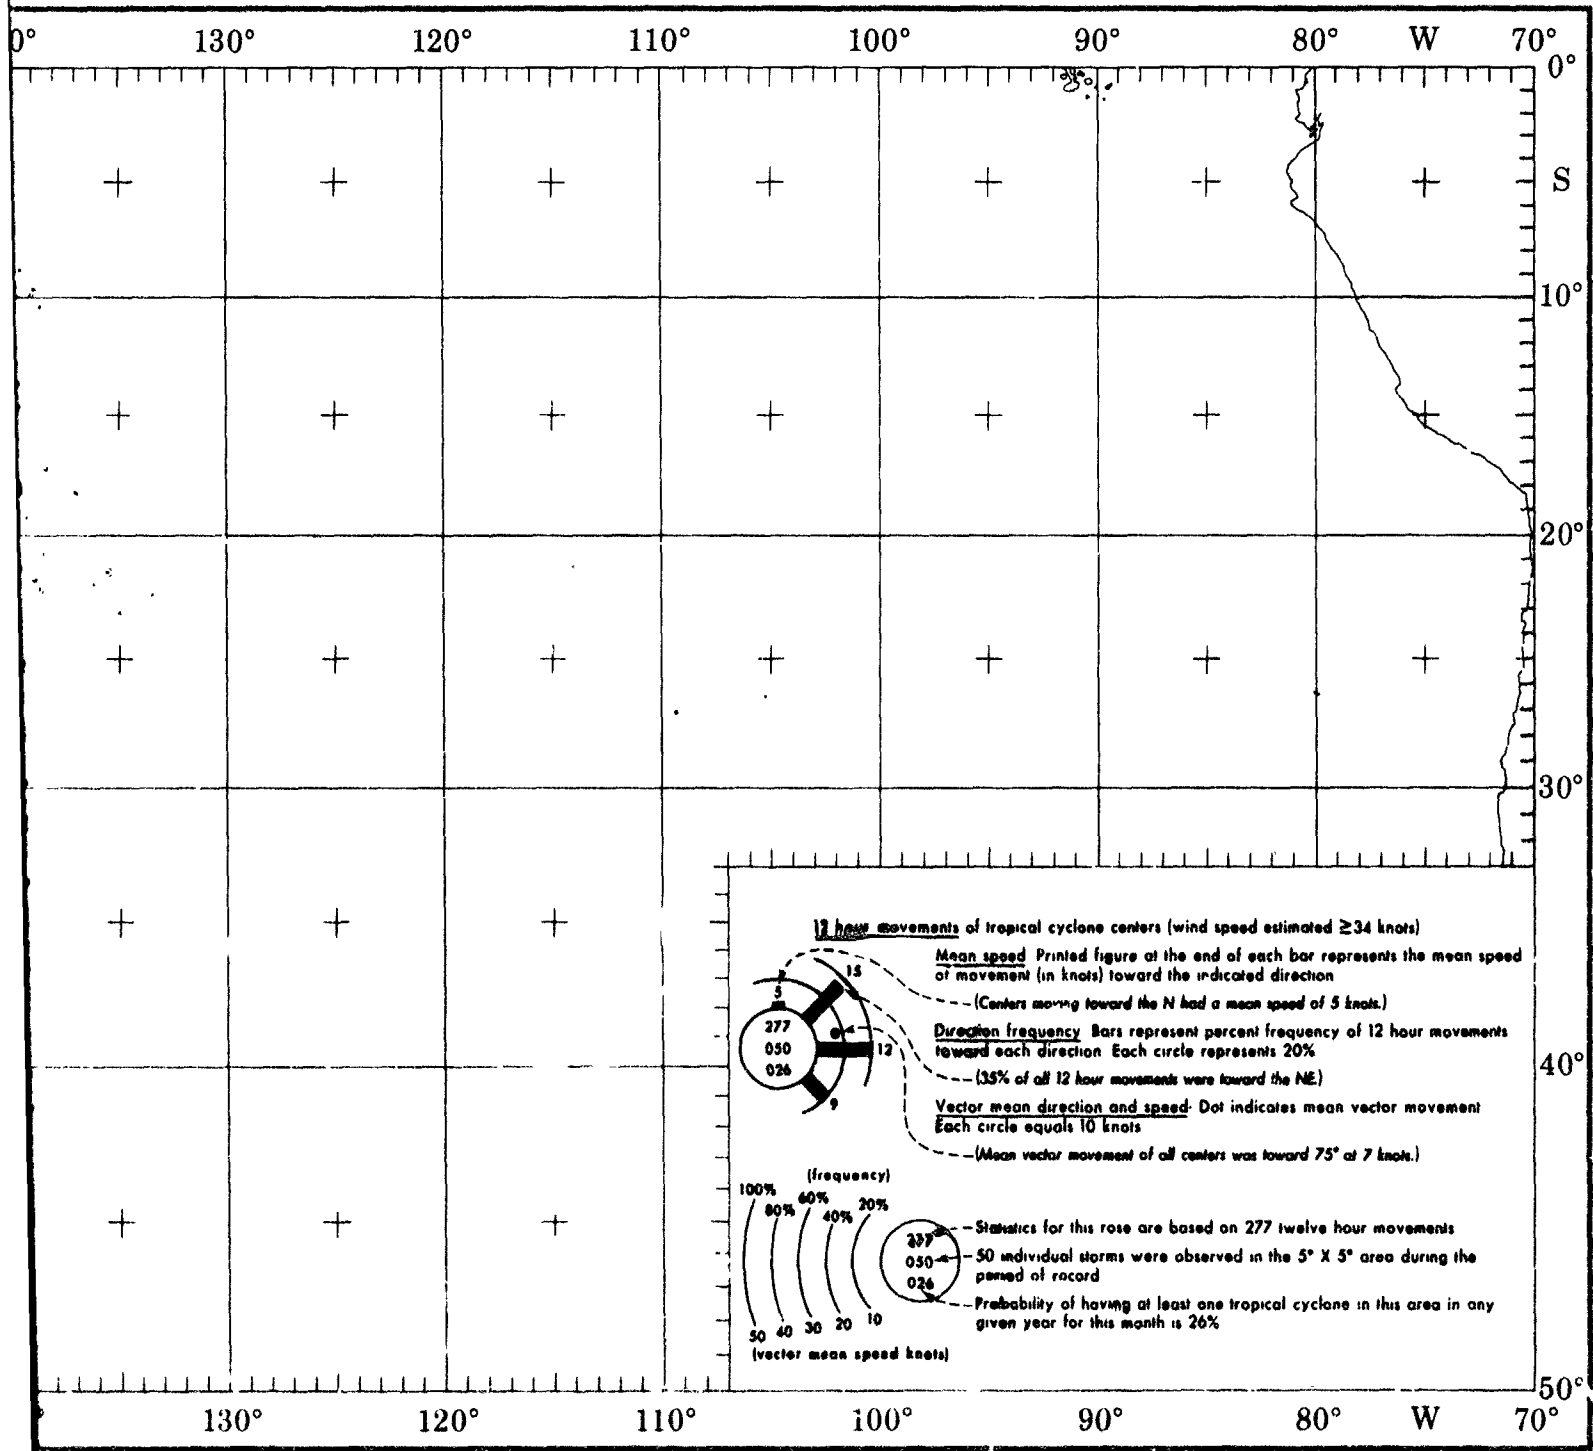 0° 130° 120° 110° 100° 90° 80° W 70°
0°
S
10°
20°
30°
40°
50°
12 hour movements of tropical cyclone centers (wind speed estimated ≥34 knots)
Mean speed Printed figure at the end of each bar represents the mean speed
of movement (in knots) toward the indicated direction
(Centers moving toward the N had a mean speed of 5 knots.)
Direction frequency Bars represent percent frequency of 12 hour movements
toward each direction Each circle represents 20%
(35% of all 12 hour movements were toward the NE.)
Vector mean direction and speed· Dot indicates mean vector movement
Each circle equals 10 knots
(Mean vector movement of all centers was toward 75° at 7 knots.)
5
15
12
9
277
050
026
(frequency)
100% 80% 60% 40% 20%
50 40 30 20 10
(vector mean speed knots)
277
050
026
Statistics for this rose are based on 277 twelve hour movements
50 individual storms were observed in the 5° X 5° area during the
period of rocord
Probability of having at least one tropical cyclone in this area in any
given year for this month is 26%
130° 120° 110° 100° 90° 80° W 70°